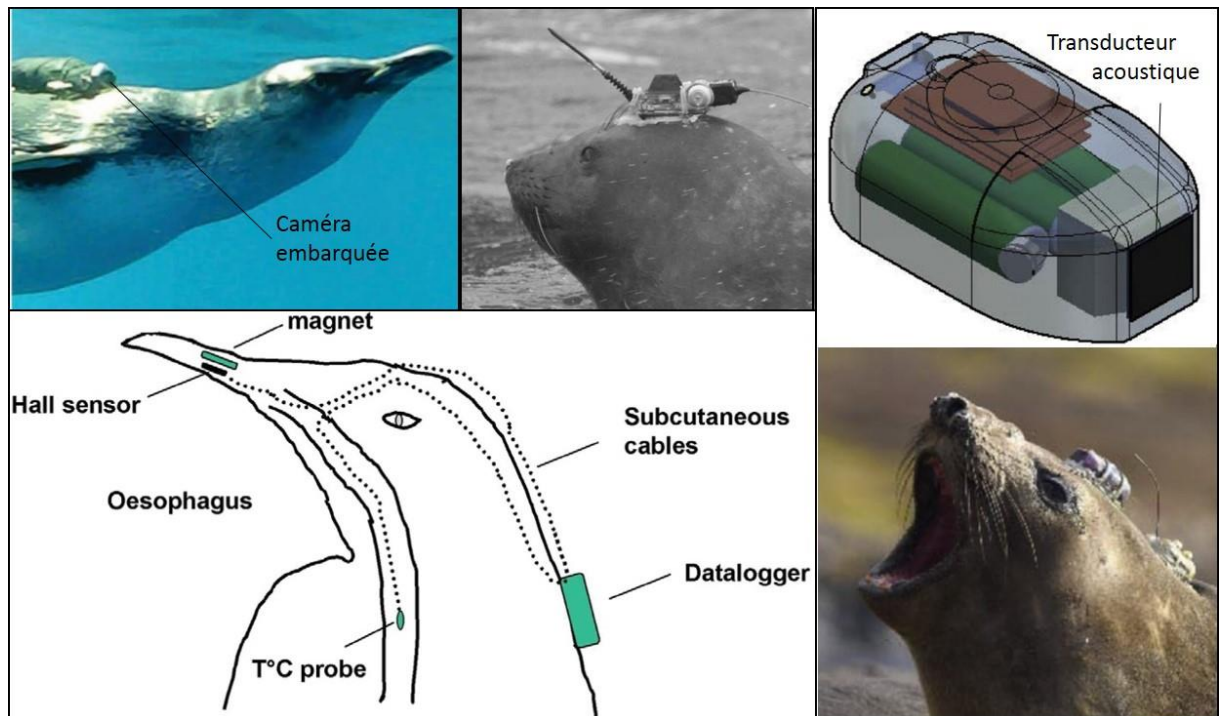 Caméra
embarquée
Transducteur
acoustique
magnet
Hall sensor
Subcutaneous
cables
Oesophagus
Datalogger
T°C probe